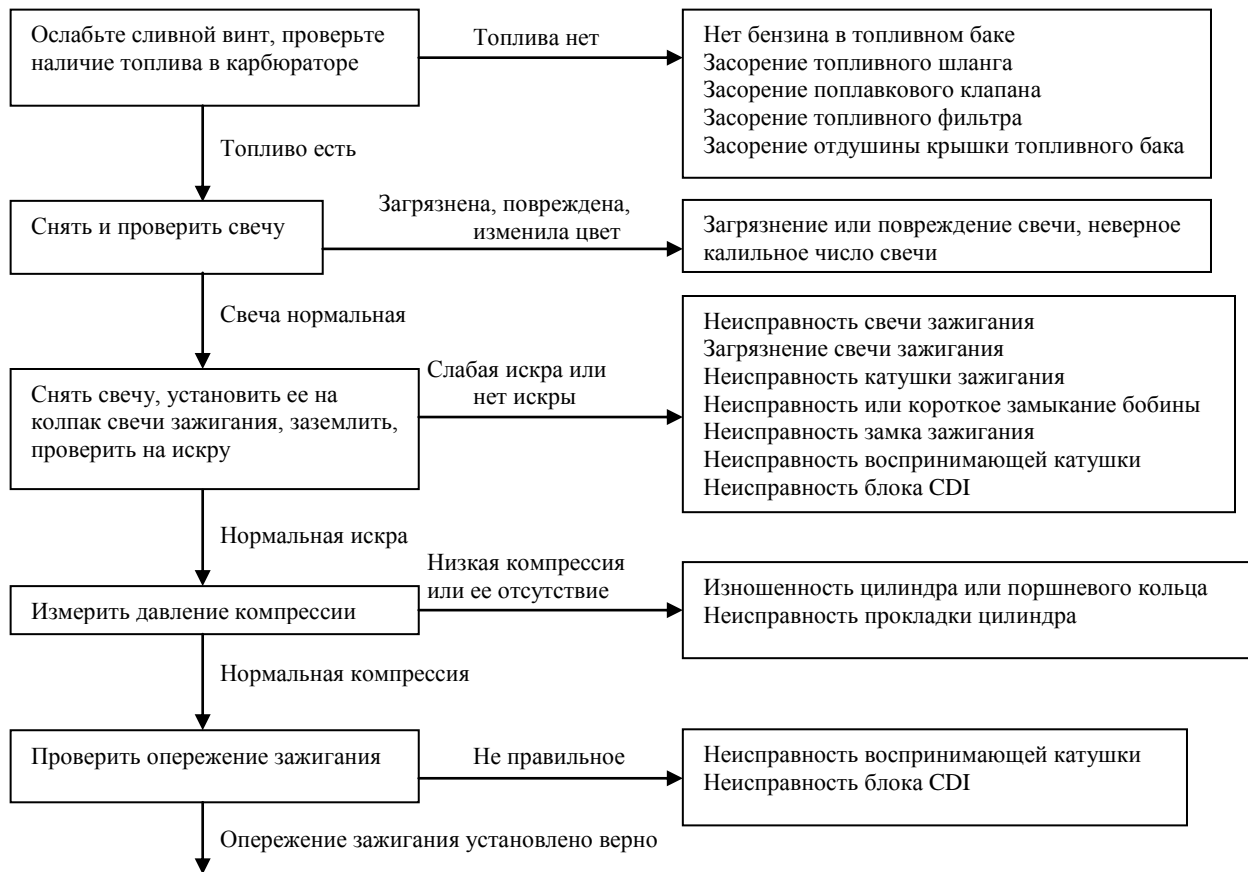 Ослабьте сливной винт, проверьте
наличие топлива в карбюраторе
Топлива нет
Нет бензина в топливном баке
Засорение топливного шланга
Засорение поплавкового клапана
Засорение топливного фильтра
Засорение отдушины крышки топливного бака
Топливо есть
Снять и проверить свечу
Загрязнена, повреждена,
изменила цвет
Загрязнение или повреждение свечи, неверное
калильное число свечи
Свеча нормальная
Снять свечу, установить ее на
колпак свечи зажигания, заземлить,
проверить на искру
Слабая искра или
нет искры
Неисправность свечи зажигания
Загрязнение свечи зажигания
Неисправность катушки зажигания
Неисправность или короткое замыкание бобины
Неисправность замка зажигания
Неисправность воспринимающей катушки
Неисправность блока CDI
Нормальная искра
Измерить давление компрессии
Низкая компрессия
или ее отсутствие
Изношенность цилиндра или поршневого кольца
Неисправность прокладки цилиндра
Нормальная компрессия
Проверить опережение зажигания
Не правильное
Неисправность воспринимающей катушки
Неисправность блока CDI
Опережение зажигания установлено верно